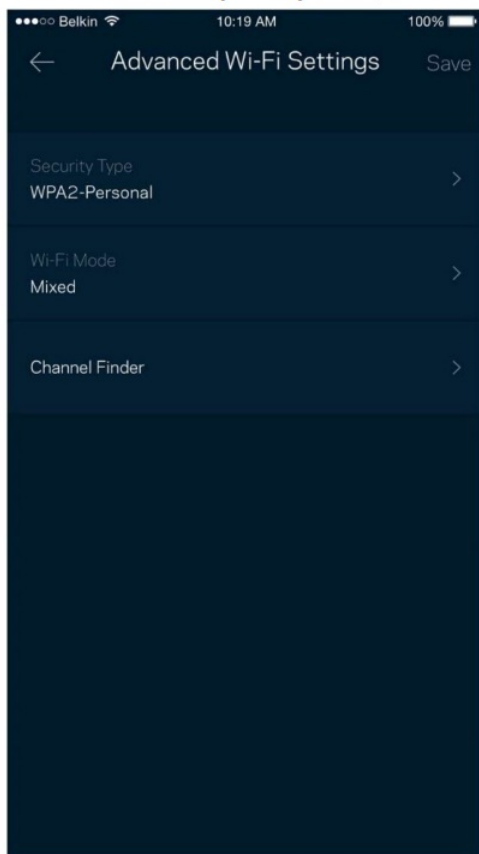 Belkin 10:19 AM 100%
Advanced Wi-Fi Settings Save
Security Type
WPA2-Personal
Wi-Fi Mode
Mixed
Channel Finder